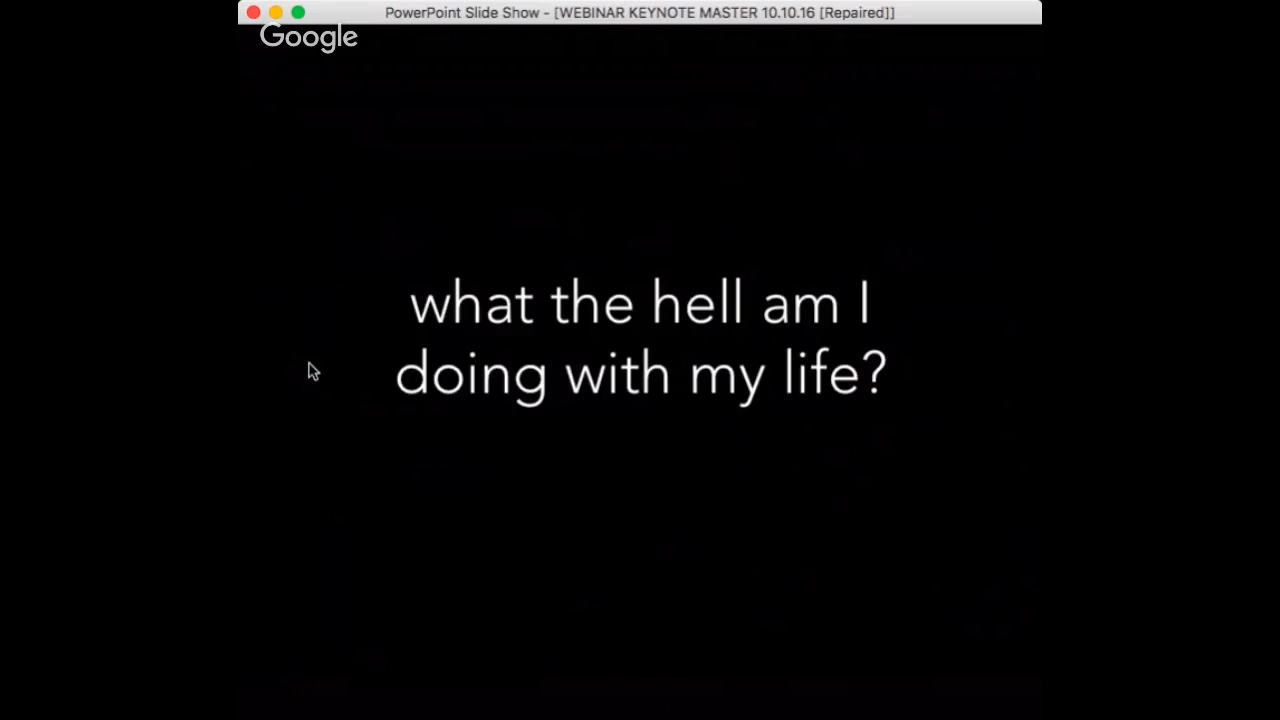 PowerPoint Slide Show - [WEBINAR KEYNOTE MASTER 10.10.16 [Repaired]]
Google
what the hell am I
doing with my life?